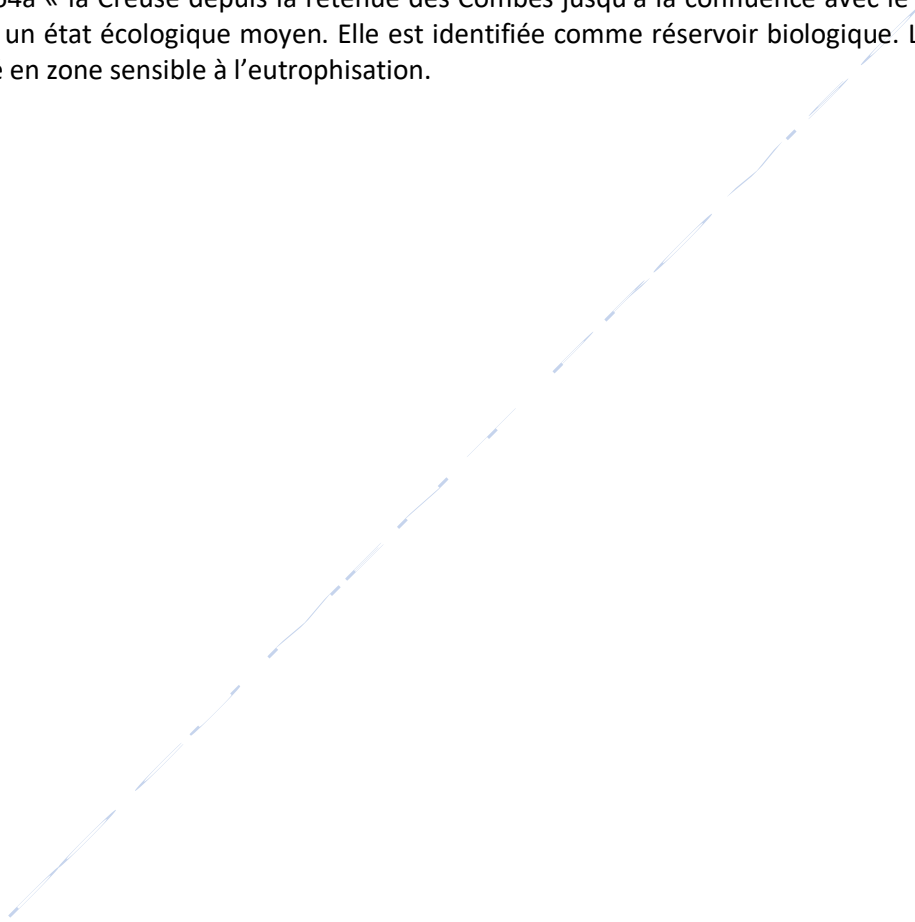 64a « la Creuse depuis la retenue des Combes jusqu'à la confluence avec le
un état écologique moyen. Elle est identifiée comme réservoir biologique. L
en zone sensible à l'eutrophisation.